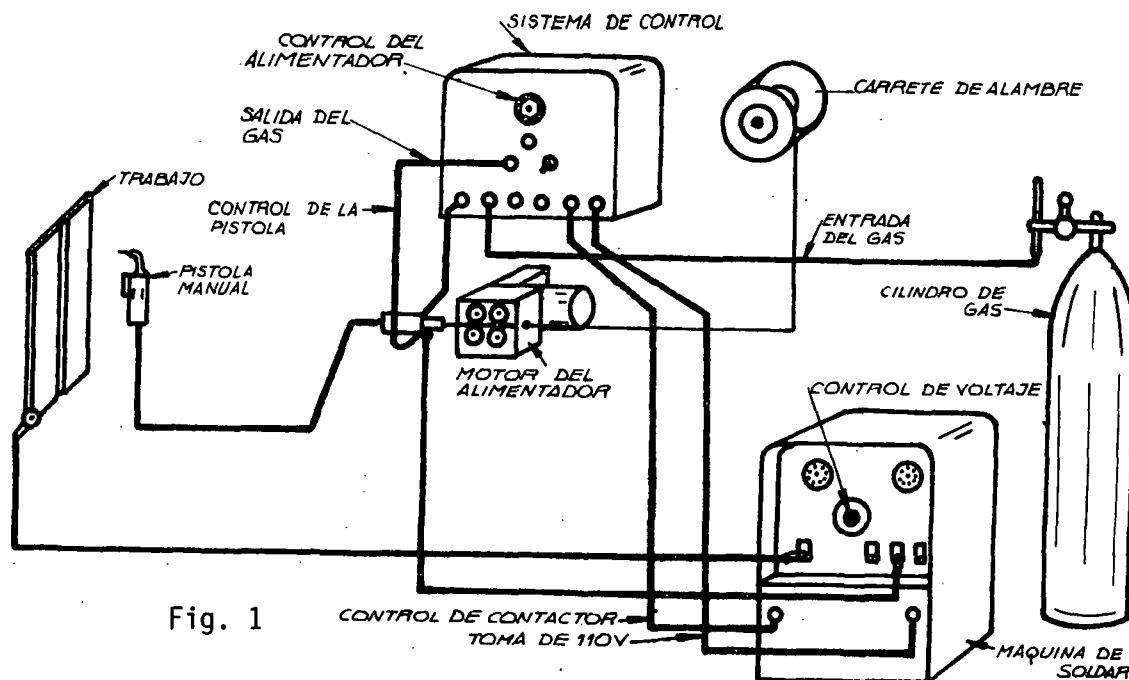 SISTEMA DE CONTROL
CONTROL DEL
ALIMENTADOR
CARRETE DE ALAMBRE
SALIDA DEL
GAS
TRABAJO
CONTROL DE LA
PISTOLA
ENTRADA
DEL GAS
PISTOLA
MANUAL
CILINDRO DE
GAS
MOTOR DEL
ALIMENTADOR
CONTROL DE VOLTAJE
Fig. 1
CONTROL DE CONTACTOR
TOMA DE 110V
MAQUINA DE
SOLDAR